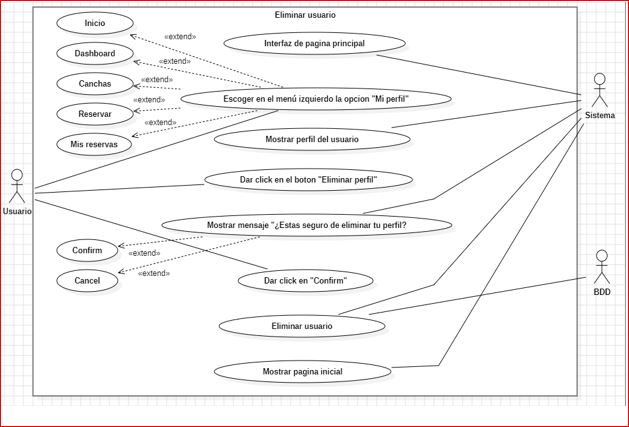 Eliminar usuario
Inicio
«extend»
Interfaz de pagina principal
Dashboard
«extend»
Canchas
«extend»
Escoger en el menú izquierdo la opcion "Mi perfil"
«extend»
Reservar
Sistema
«extend»
Mis reservas
Mostrar perfil del usuario
Dar click en el boton "Eliminar perfil"
Usuario
Mostrar mensaje "¿Estas seguro de eliminar tu perfil?
Confirm
«extend»
«extend»
Cancel
Dar click en "Confirm"
BDD
Eliminar usuario
Mostrar pagina inicial